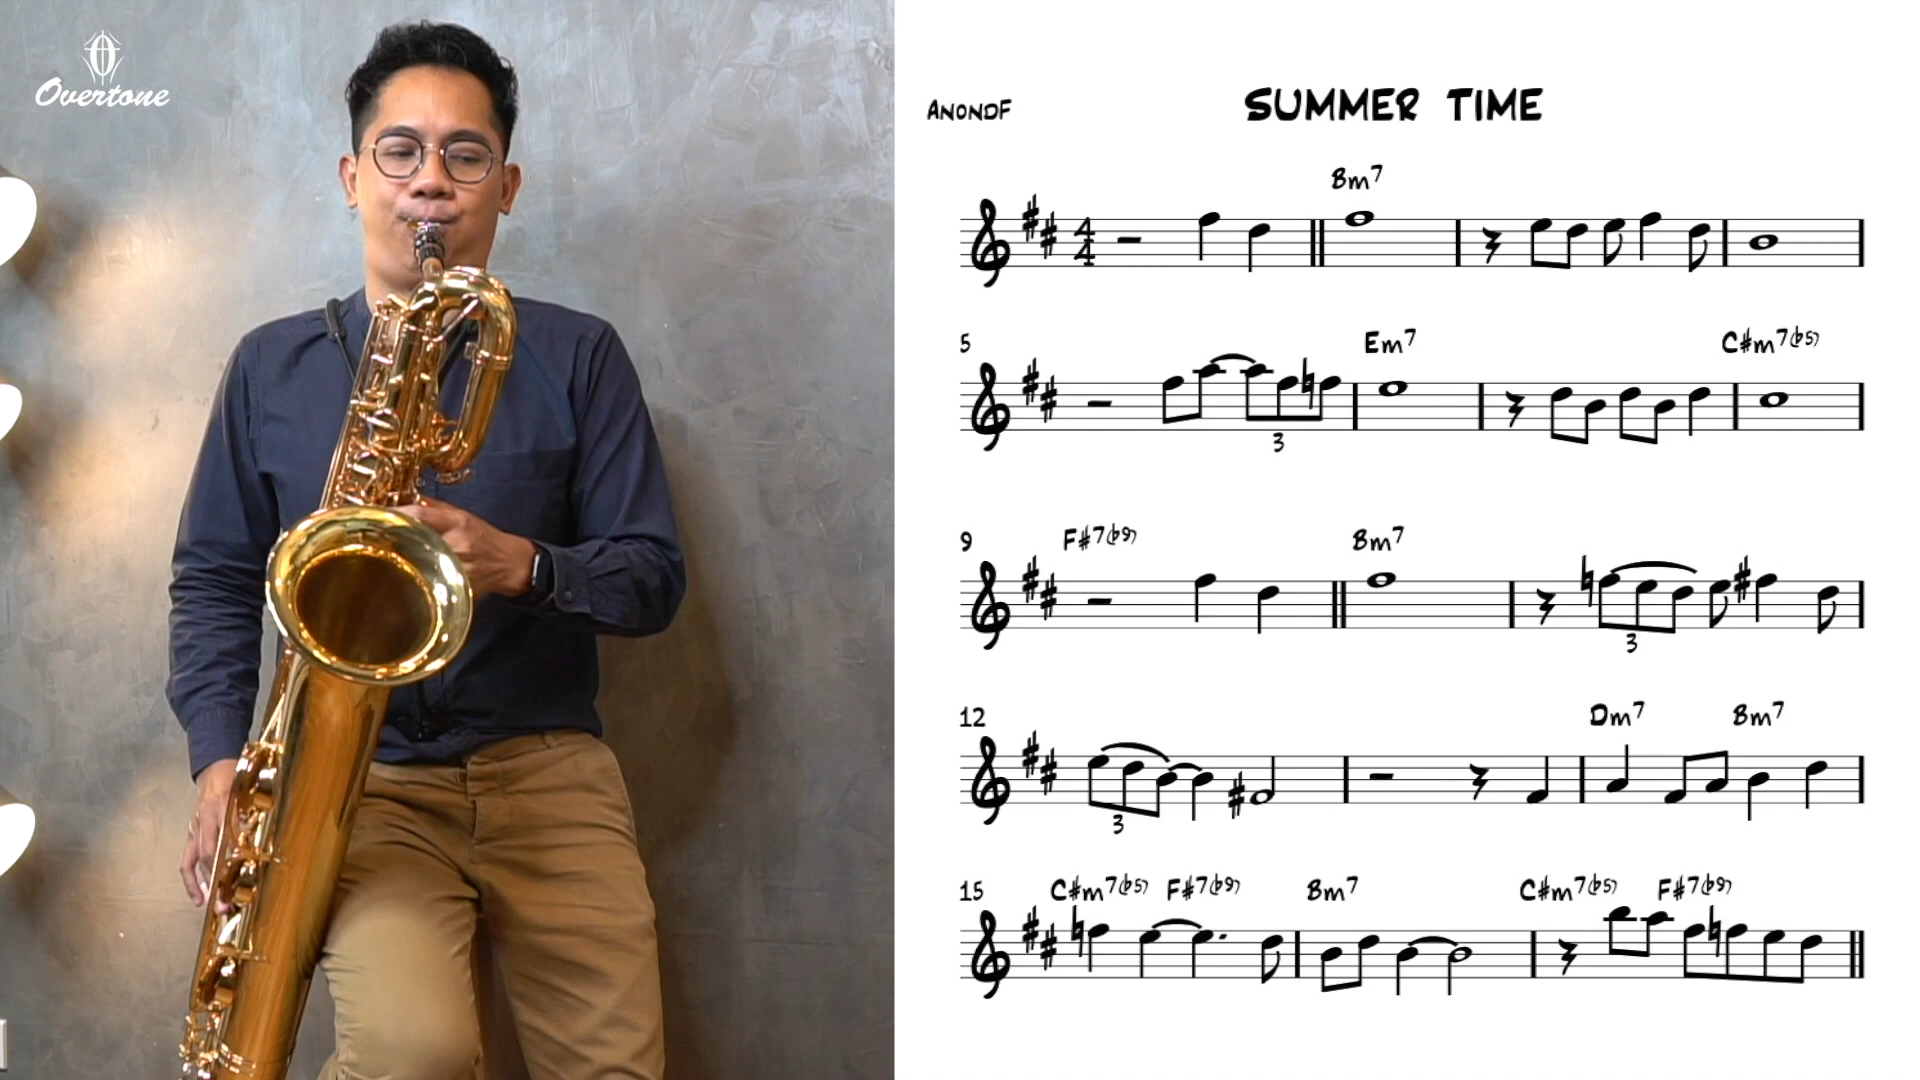 Overtone
AnondF
SUMMER TIME
Bm7
5
Em7 C#m7(b5)
3
9
F#7(b9) Bm7
3
12
Dm7 Bm7
3
15
C#m7(b5) F#7(b9) Bm7 C#m7(b5) F#7(b9)